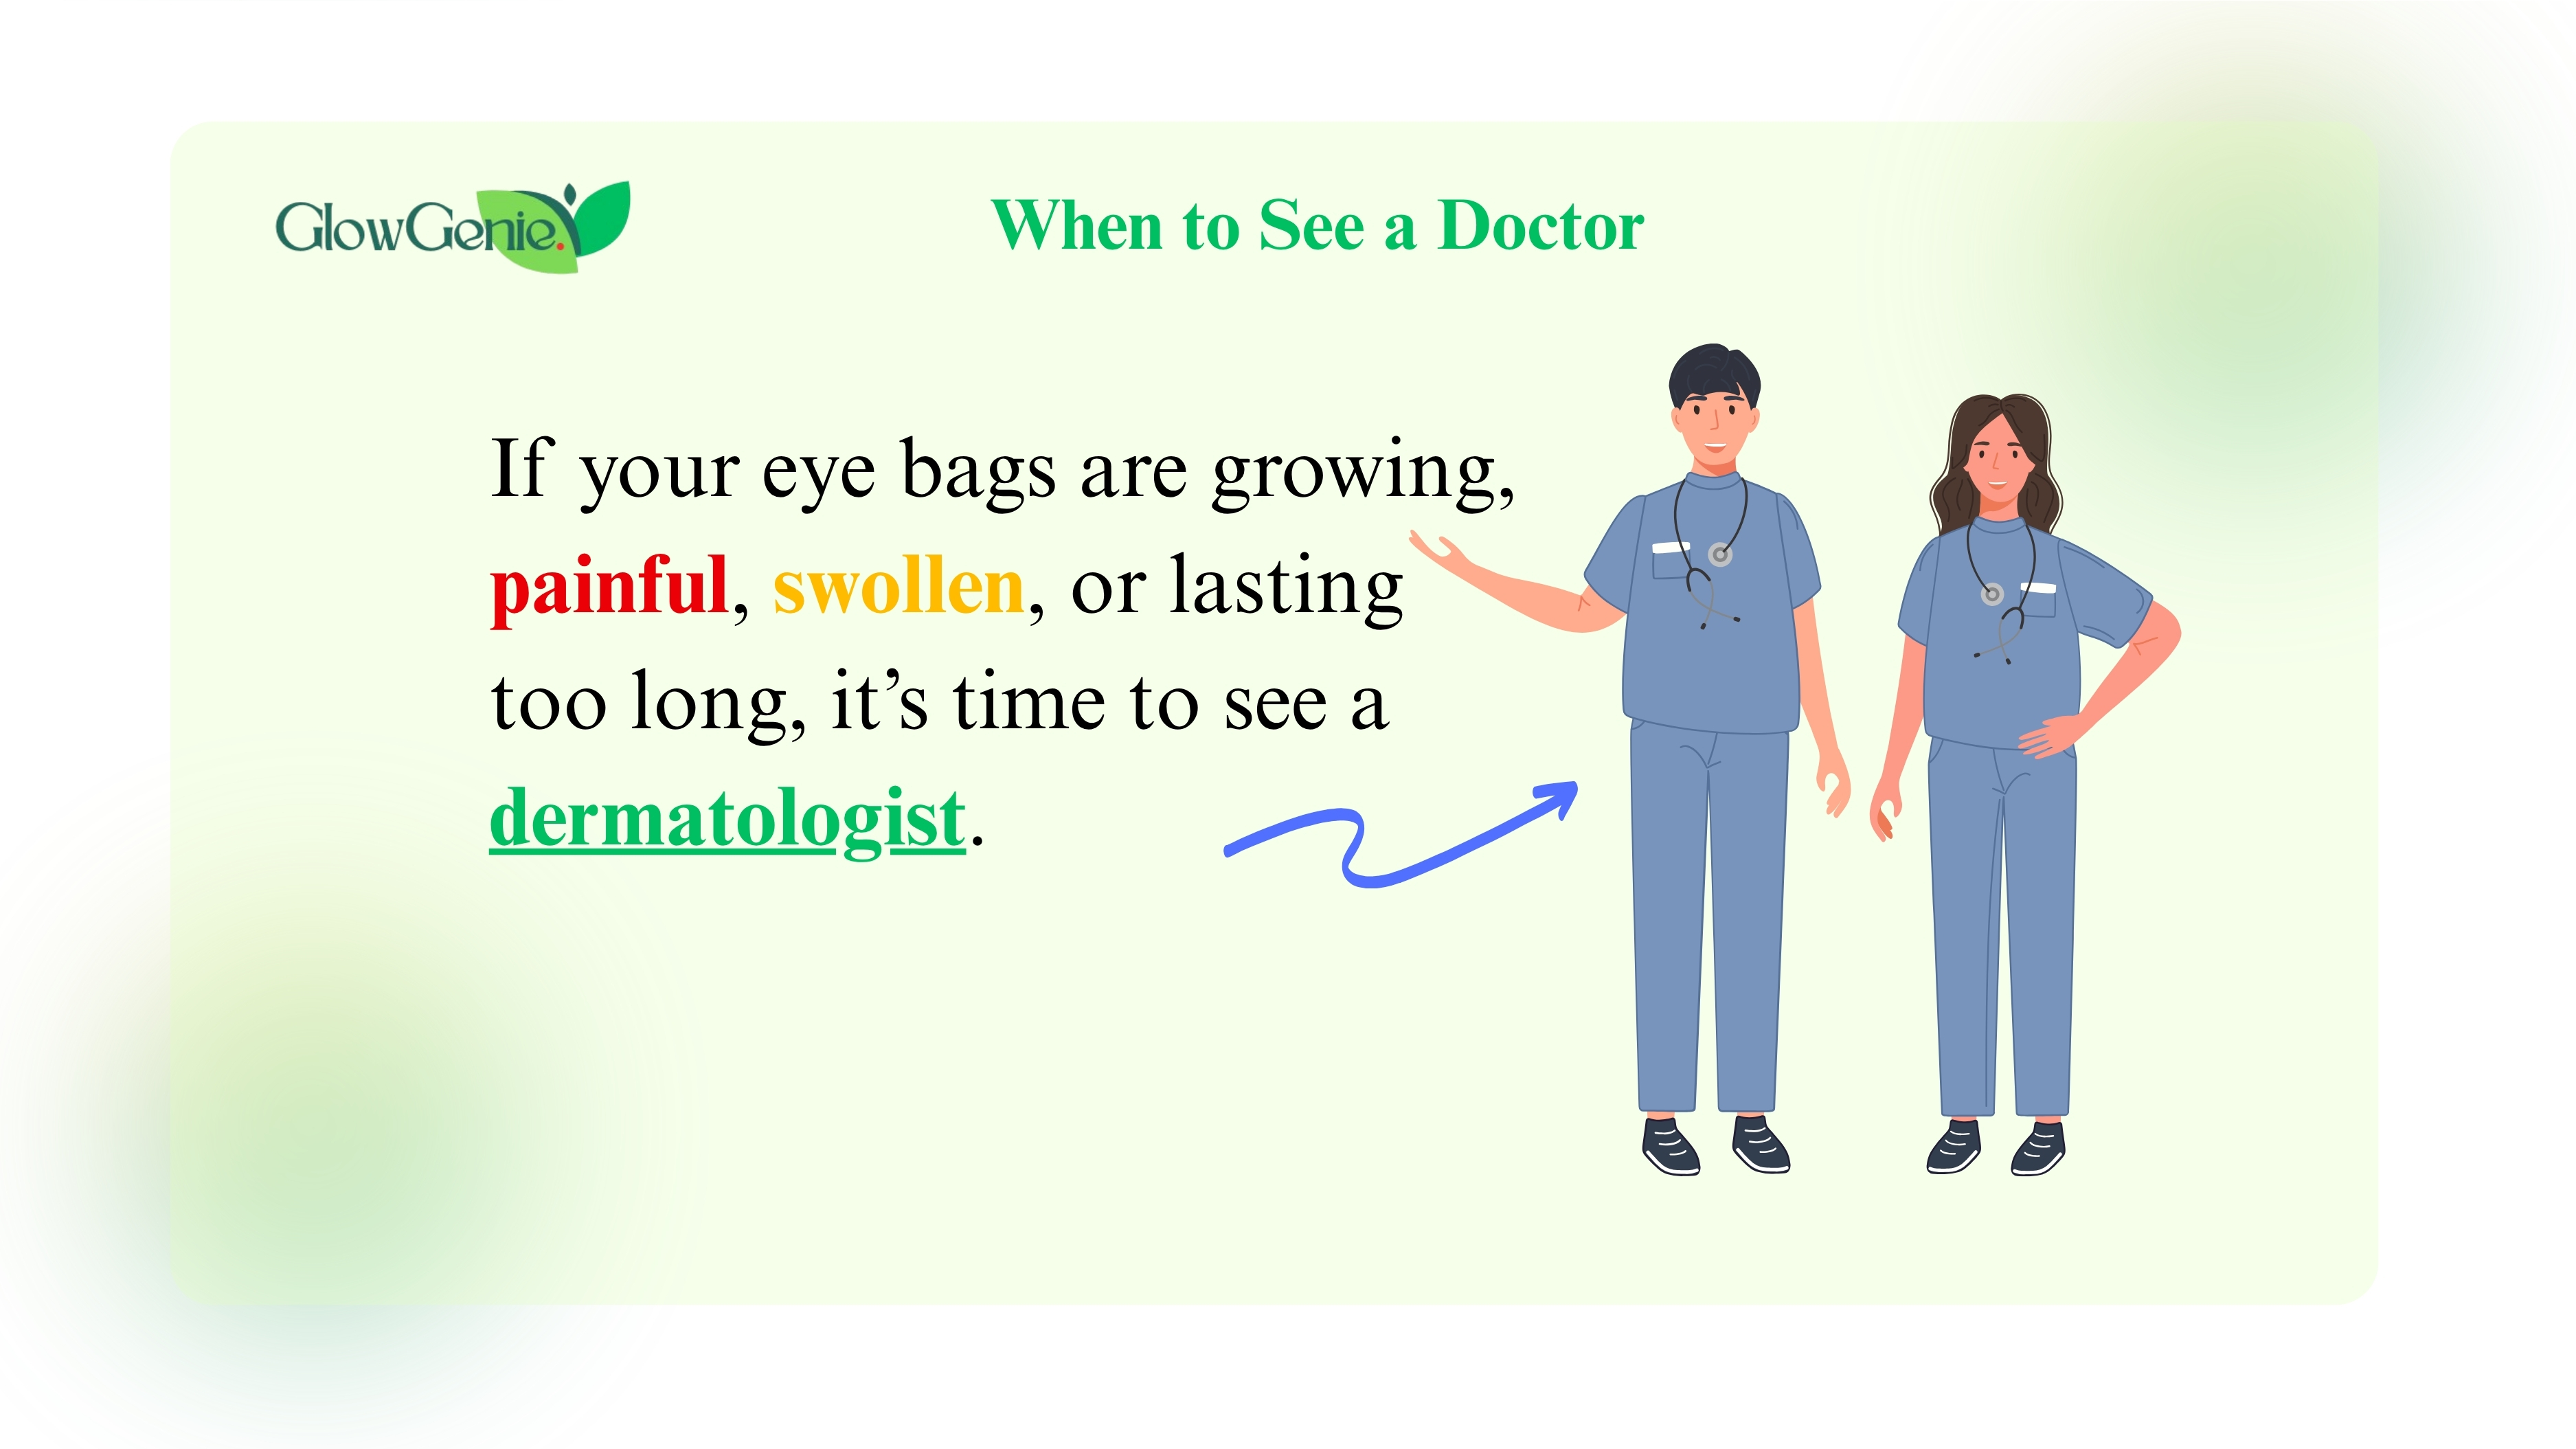 GlowGenie.
When to See a Doctor
If your eye bags are growing,
painful, swollen, or lasting
too long, it’s time to see a
dermatologist.